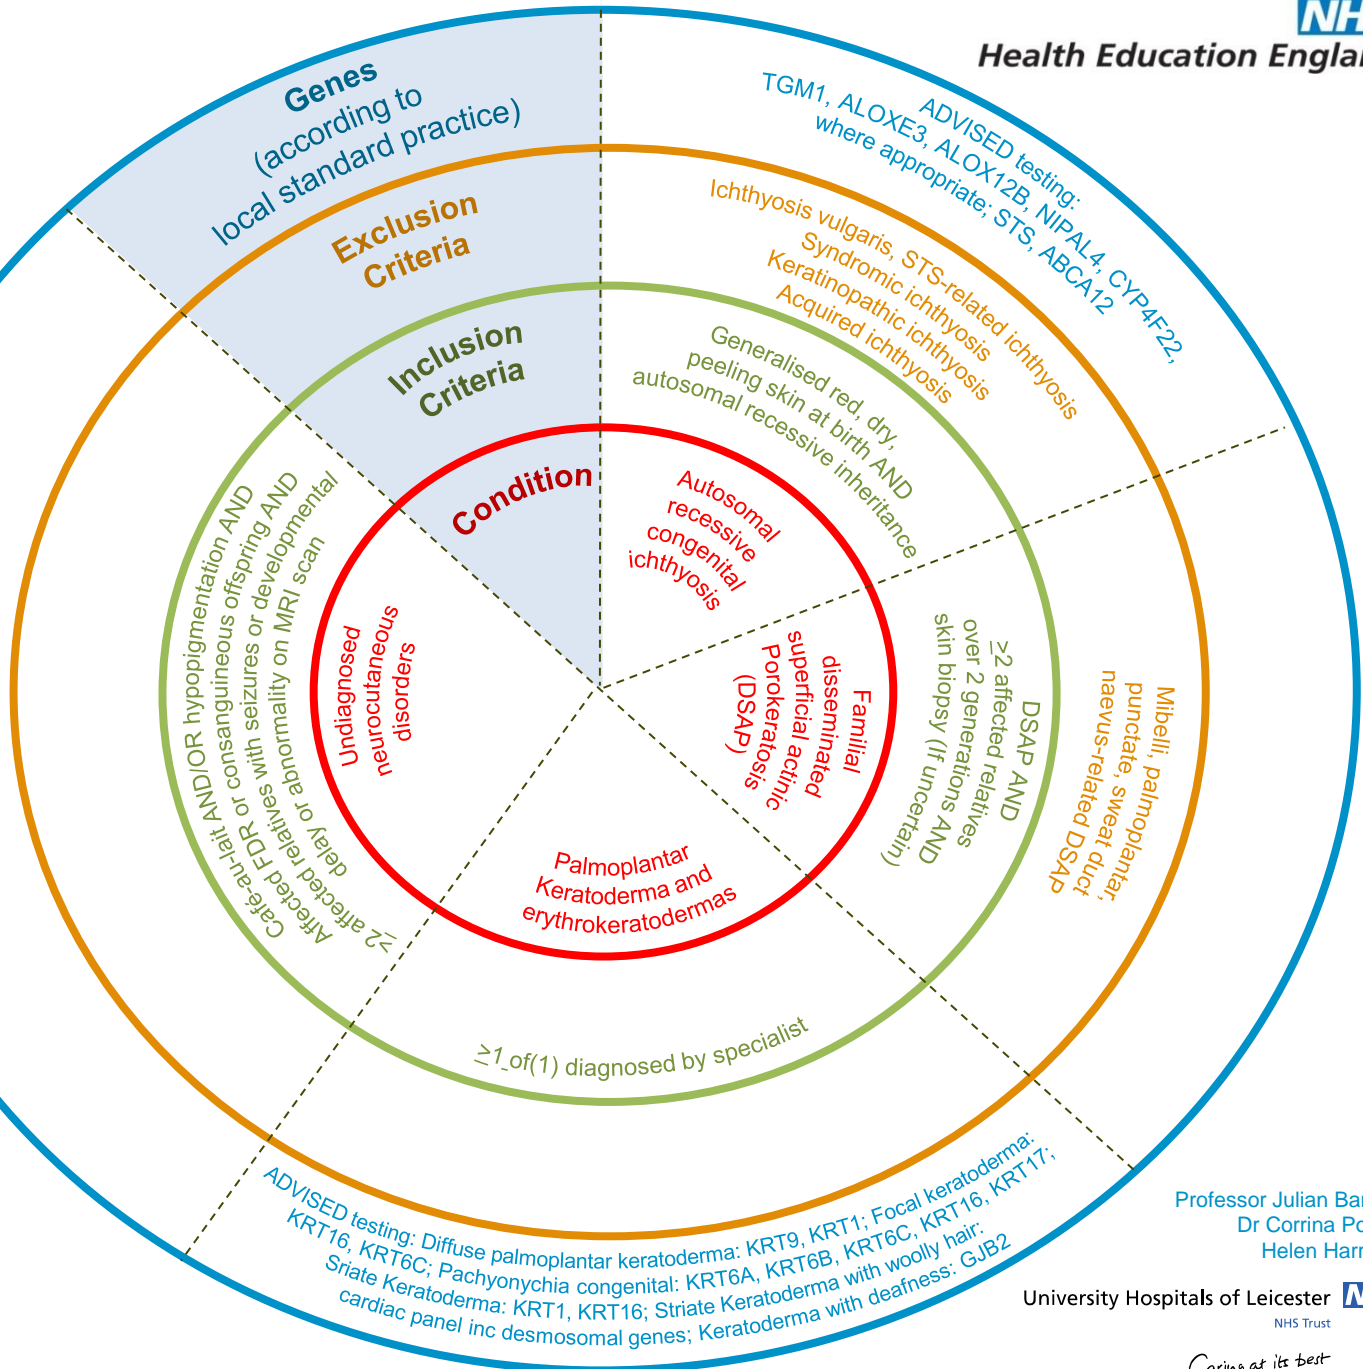 NH
Health Education Englan
Genes
(according to
local standard practice)
Exclusion
Criteria
Inclusion
Criteria
Condition
ADVISED testing:
TGM1, ALOXE3, ALOX12B, NIPAL4, CYP4F22,
where appropriate; STS, ABCA12
Ichthyosis vulgaris, STS-related ichthyosis
Syndromic ichthyosis
Keratinopathic ichthyosis
Acquired ichthyosis
Generalised red, dry,
peeling skin at birth AND
autosomal recessive inheritance
Autosomal
recessive
congenital
ichthyosis
Familial
disseminated
superficial actinic
Porokeratosis
(DSAP)
DSAP AND
≥2 affected relatives
over 2 generations AND
skin biopsy (If uncertain)
Mibelli, palmoplantar,
punctate, sweat duct
naevus-related DSAP
Palmoplantar
Keratoderma and
erythrokeratodermas
≥1 of(1) diagnosed by specialist
ADVISED testing: Diffuse palmoplantar keratoderma: KRT9, KRT1; Focal keratoderma:
KRT16, KRT6C; Pachyonychia congenital: KRT6A, KRT6B, KRT6C, KRT16, KRT17;
Sriate Keratoderma: KRT1, KRT16; Striate Keratoderma with woolly hair:
cardiac panel inc desmosomal genes; Keratoderma with deafness: GJB2
Undiagnosed
neurocutaneous
disorders
Café-au-lait AND/OR hypopigmentation AND
Affected FDR or consanguineous offspring AND
≥2 affected relatives with seizures or developmental
delay or abnormality on MRI scan
Professor Julian Bar
Dr Corrina Po
Helen Harr
University Hospitals of Leicester N
NHS Trust
Caring at its best